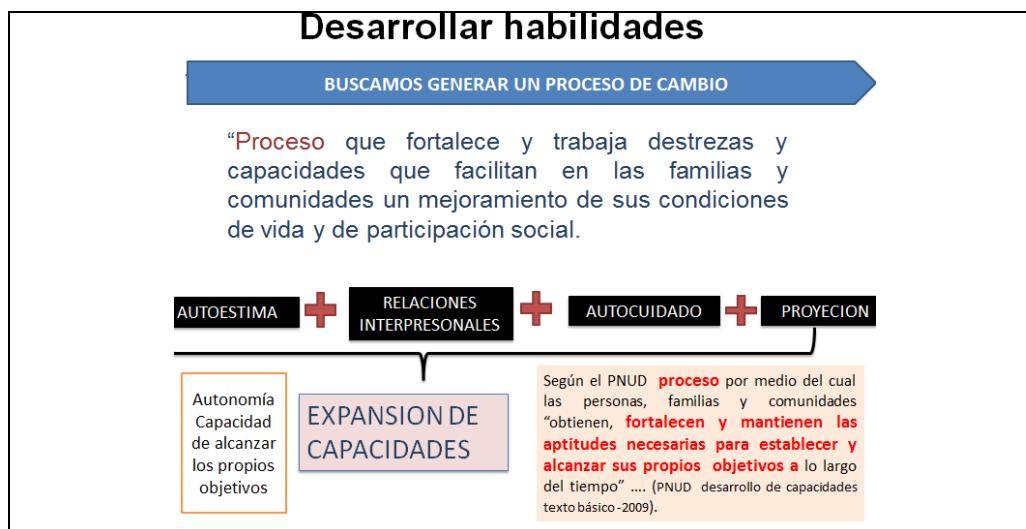 Desarrollar habilidades
BUSCAMOS GENERAR UN PROCESO DE CAMBIO
“Proceso que fortalece y trabaja destrezas y
capacidades que facilitan en las familias y
comunidades un mejoramiento de sus condiciones
de vida y de participación social.
AUTOESTIMA
RELACIONES
INTERPRESONALES
AUTOCUIDADO
PROYECION
Autonomía
Capacidad
de alcanzar
los propios
objetivos
EXPANSION DE
CAPACIDADES
Según el PNUD proceso por medio del cual
las personas, familias y comunidades
“obtienen, fortalecen y mantienen las
aptitudes necesarias para establecer y
alcanzar sus propios objetivos a lo largo
del tiempo” .... (PNUD desarrollo de capacidades
texto básico -2009).